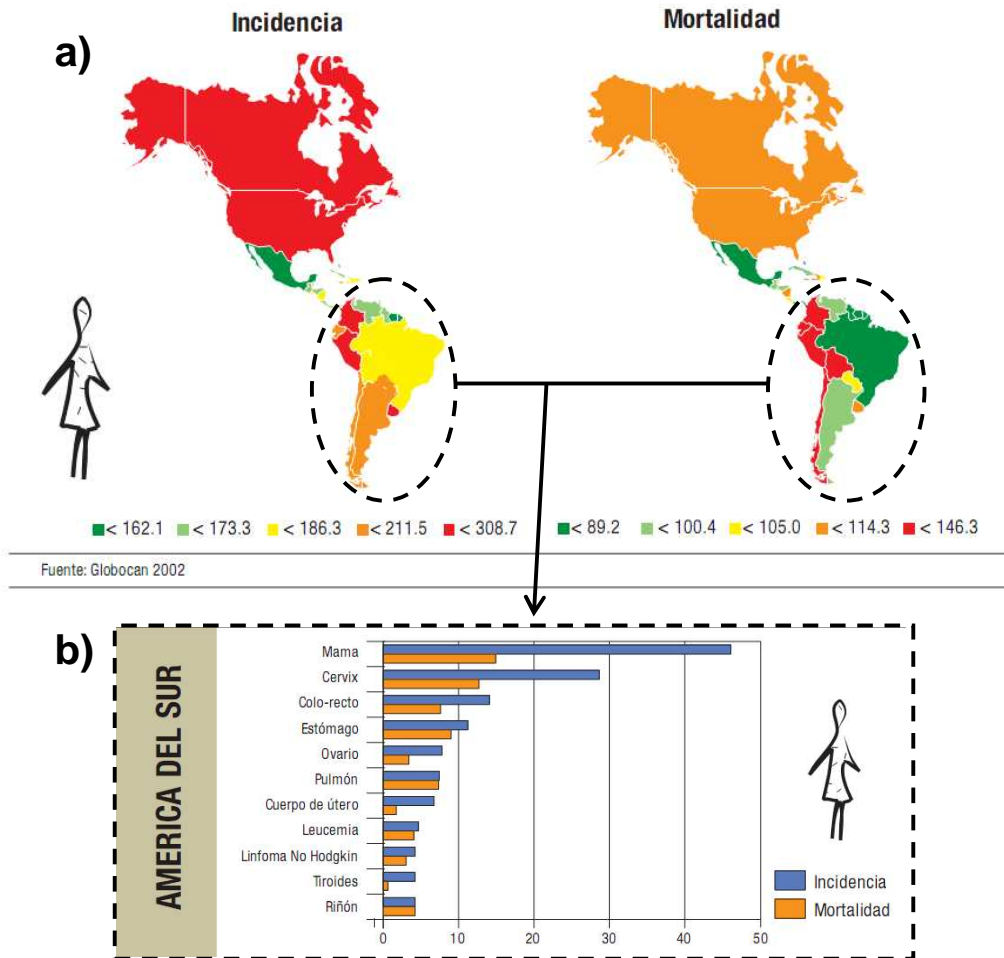 Incidencia
Mortalidad
a)
< 162.1 < 173.3 < 186.3 < 211.5 < 308.7
< 89.2 < 100.4 < 105.0 < 114.3 < 146.3
Fuente: Globocan 2002
b)
AMERICA DEL SUR
Mama
Cervix
Colo-recto
Estómago
Ovario
Pulmón
Cuerpo de útero
Leucemia
Linfoma No Hodgkin
Tiroides
Riñón
0 10 20 30 40 50
Incidencia
Mortalidad